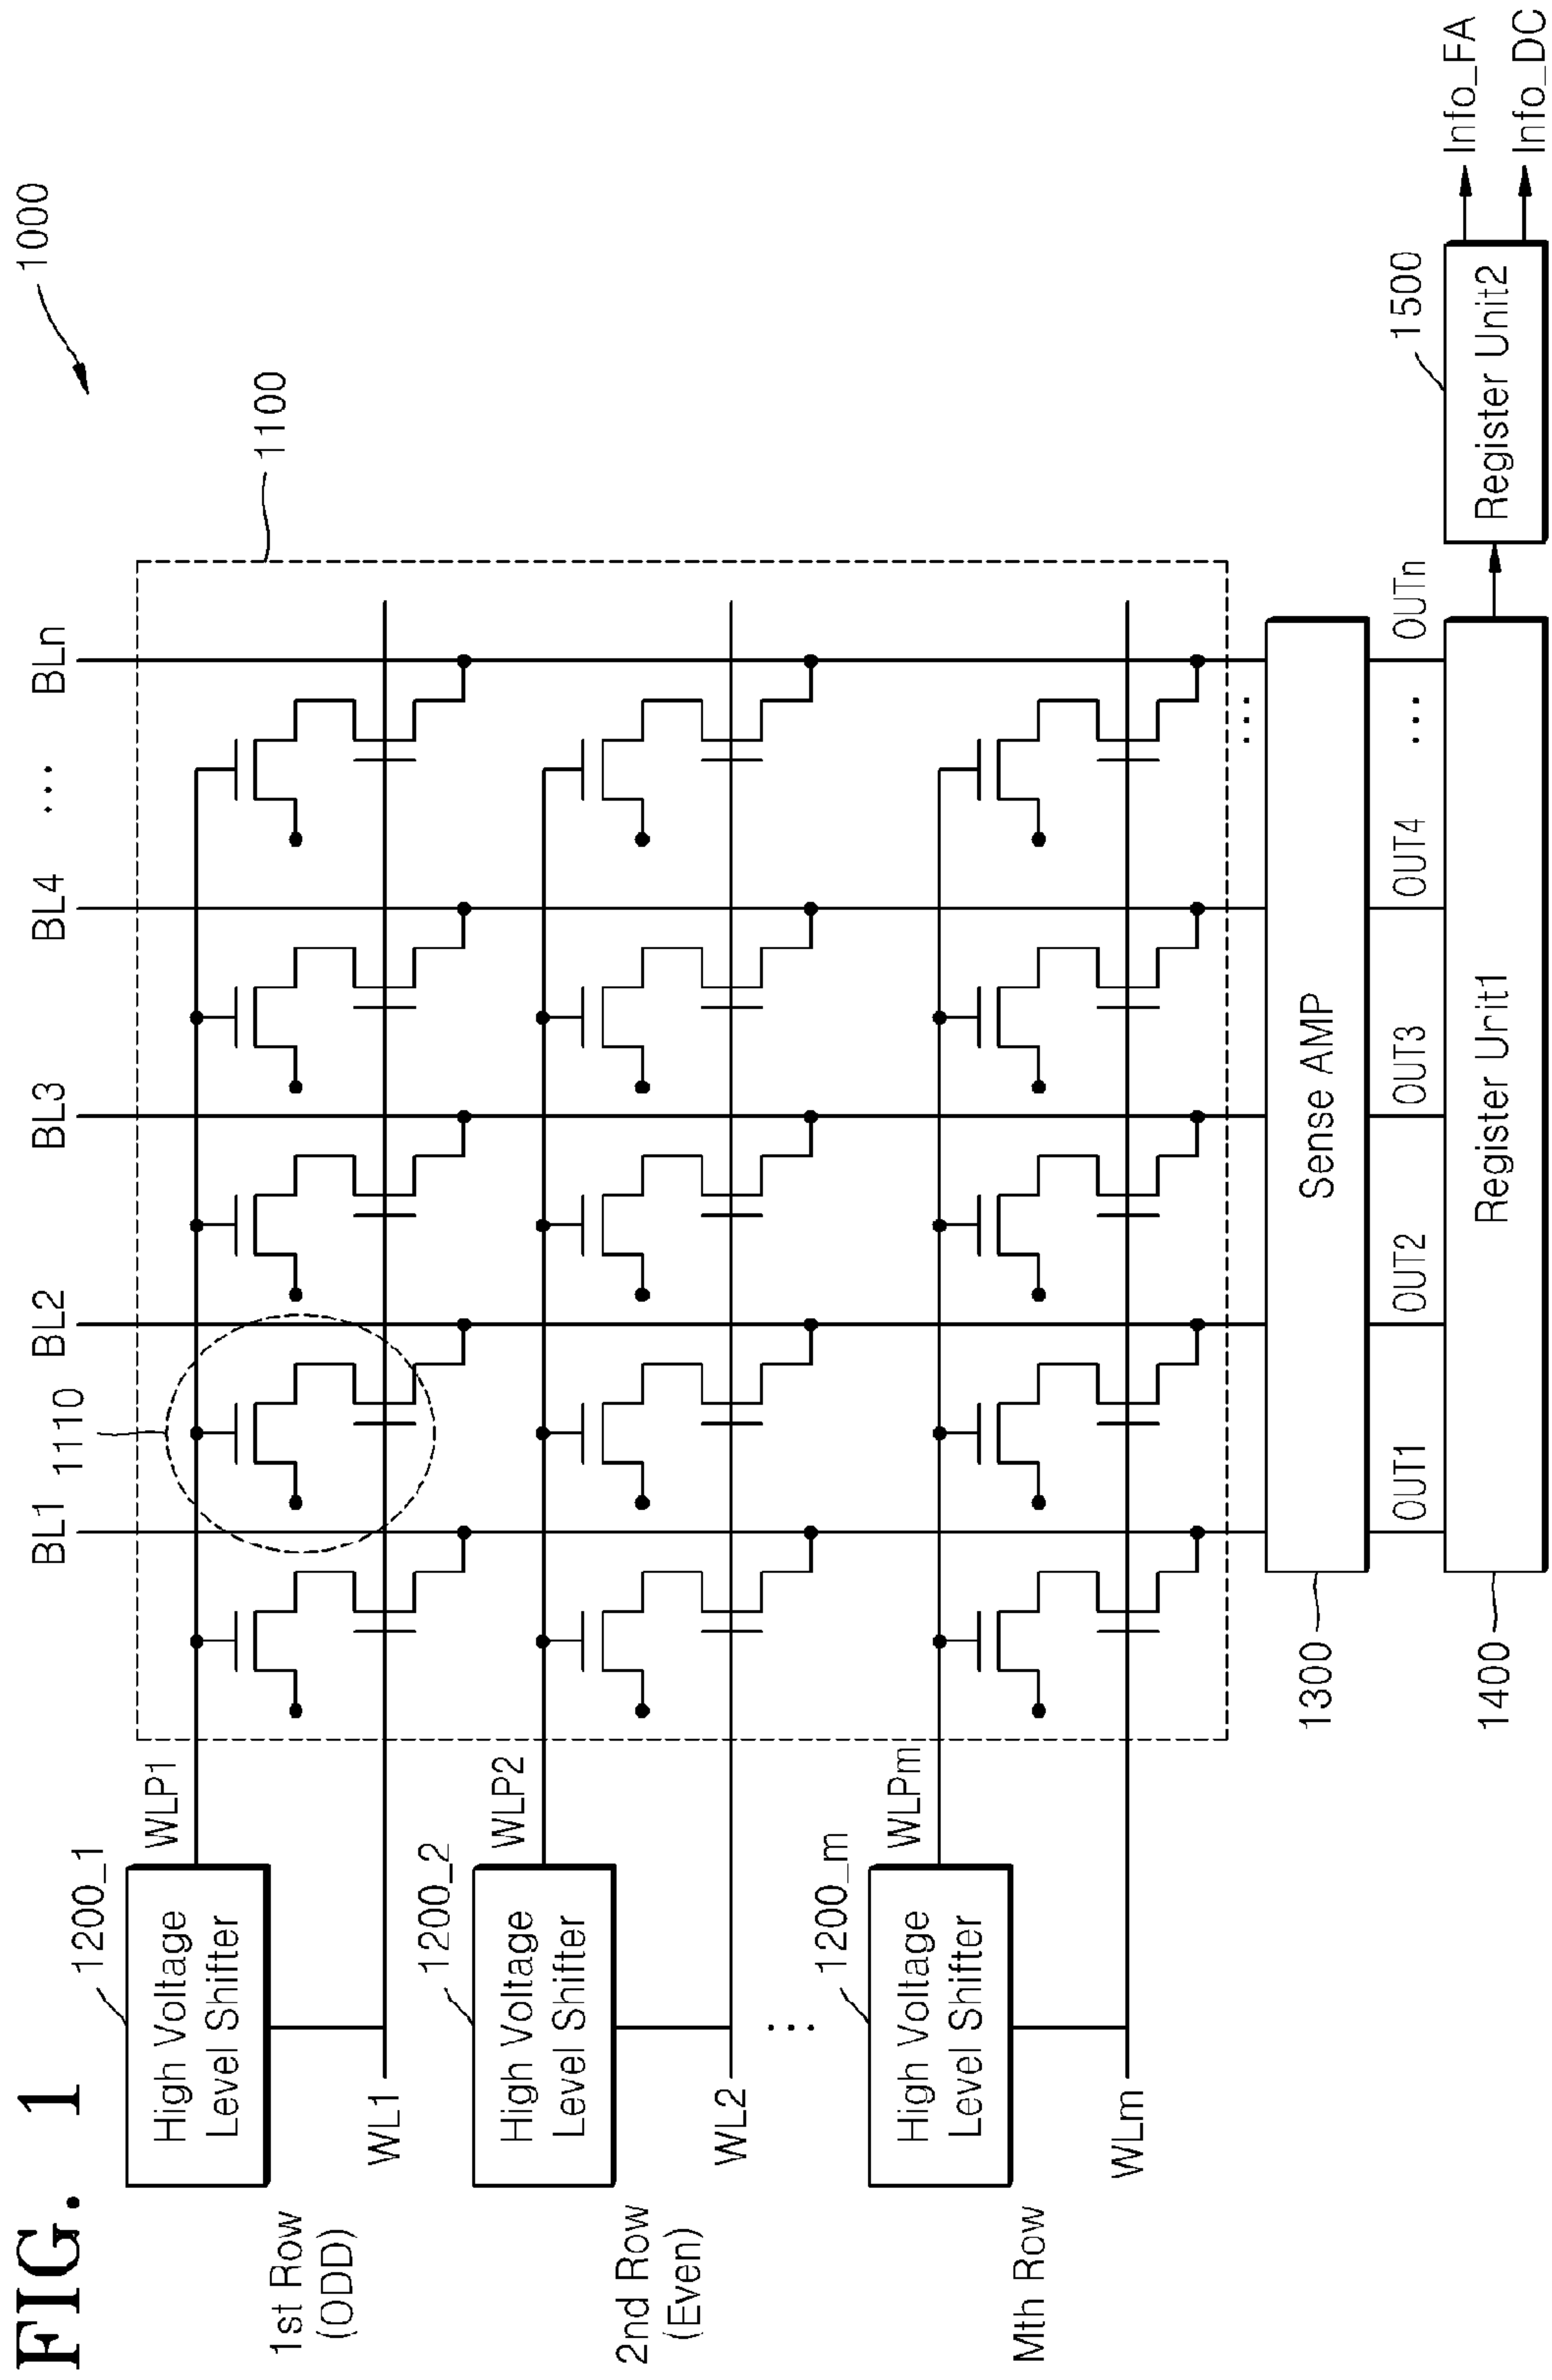 FIG. 1
1000
BL1
1110
BL2
BL3
BL4
...
BLn
1100
1200_1
High Voltage
Level Shifter
WLP1
1st Row
(ODD)
WL1
1200_2
High Voltage
Level Shifter
WLP2
2nd Row
(Even)
WL2
...
1200_m
High Voltage
Level Shifter
WLPm
Mth Row
WLm
...
1300
Sense AMP
OUT1
OUT2
OUT3
OUT4
...
OUTn
1400
Register Unit1
1500
Register Unit2
Info_FA
Info_DC